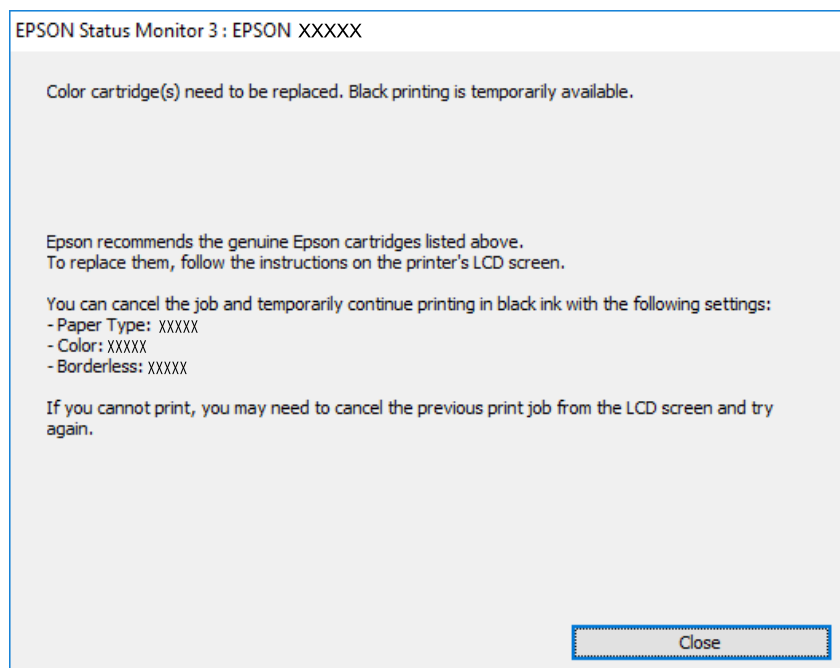 EPSON Status Monitor 3 : EPSON XXXXX
Color cartridge(s) need to be replaced. Black printing is temporarily available.
Epson recommends the genuine Epson cartridges listed above.
To replace them, follow the instructions on the printer's LCD screen.
You can cancel the job and temporarily continue printing in black ink with the following settings:
- Paper Type: XXXXX
- Color: XXXXX
- Borderless: XXXXX
If you cannot print, you may need to cancel the previous print job from the LCD screen and try
again.
Close